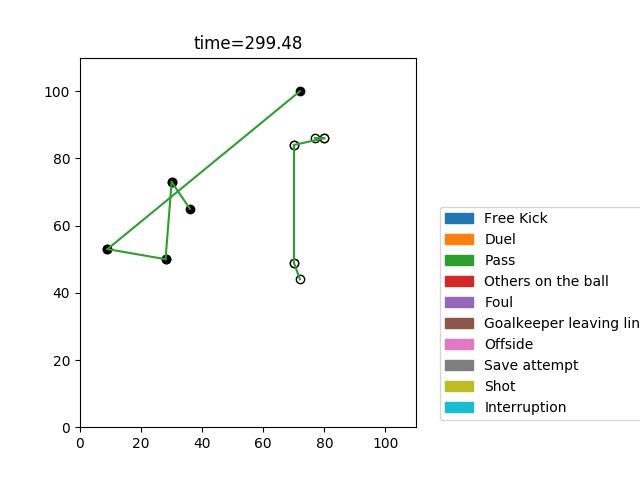 time=299.48
100
80
60
40
20
0
0 20 40 60 80 100
Free Kick
Duel
Pass
Others on the ball
Foul
Goalkeeper leaving lin
Offside
Save attempt
Shot
Interruption